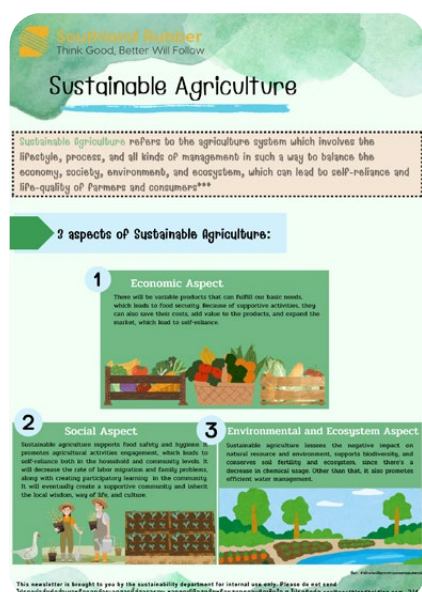 Southland Rubber
Think Good, Better Will Follow
Sustainable Agriculture
Sustainable Agriculture refers to the agriculture system which involves the
lifestyle, process, and all kinds of management in such a way to balance the
economy, society, environment, and ecosystem, which can lead to self-reliance and
life-quality of farmers and consumers***
3 aspects of Sustainable Agriculture:
1
Economic Aspect
There will be variable products that can fulfill our basic needs,
which leads to food security. Because of supportive activities, they
can also save their costs, add value to the products, and expand the
market, which lead to self-reliance.
2
Social Aspect
Sustainable agriculture supports food safety and hygiene. It
promotes agricultural activities engagement, which leads to
self-reliance both in the household and community levels. It
will decrease the rate of labor migration and family problems,
along with creating participatory learning in the community.
It will eventually create a supportive community and inherit
the local wisdom, way of life, and culture.
3
Environmental and Ecosystem Aspect
Sustainable agriculture lessens the negative impact on
natural resource and environment, supports biodiversity, and
conserves soil fertility and ecosystem, since there's a
decrease in chemical usage. Other than that, it also promotes
efficient water management.
This newsletter is brought to you by the sustainability department for internal use only. Please do not send